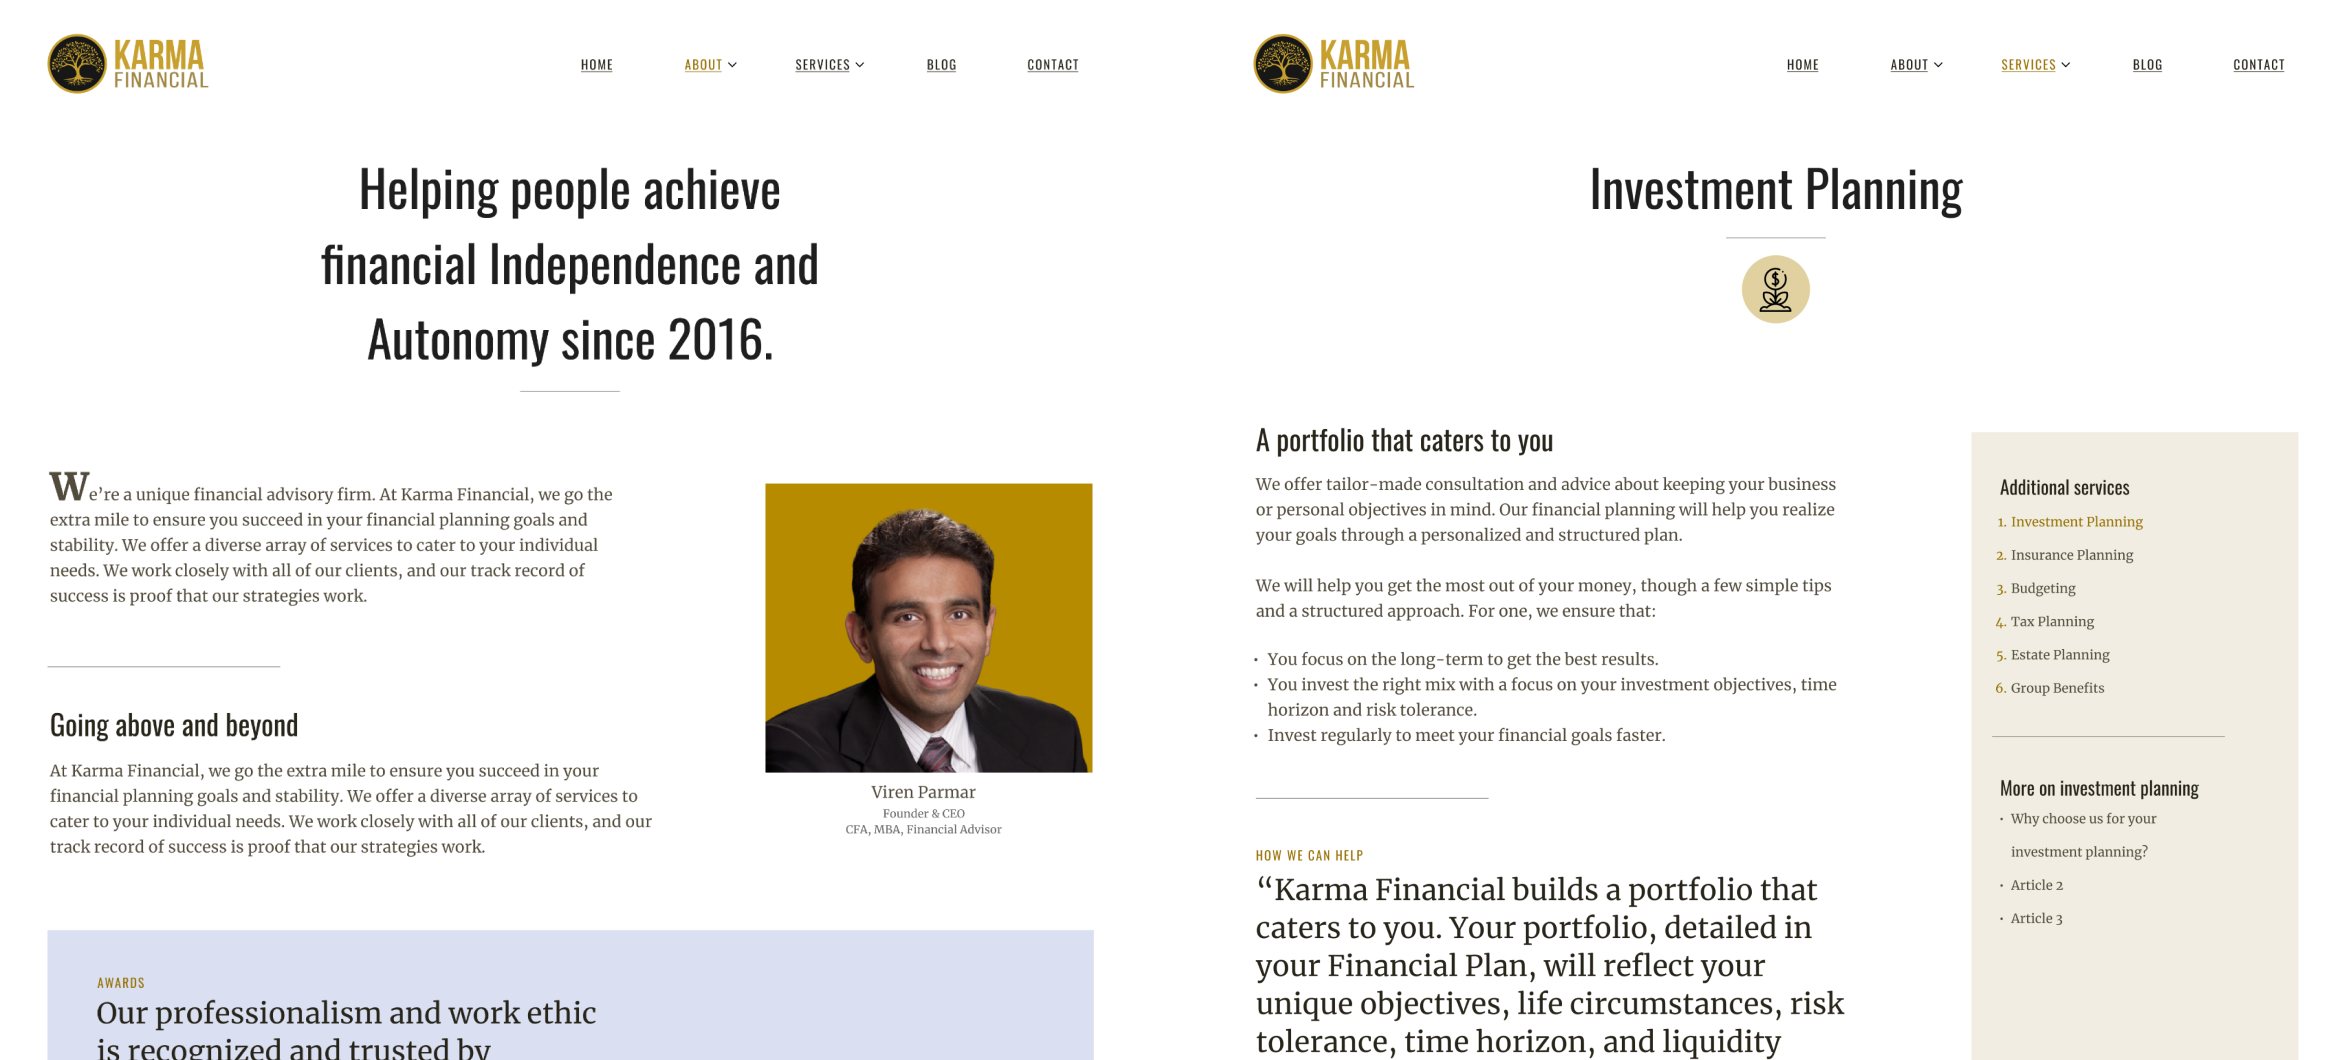 KARMA
FINANCIAL
HOME
ABOUT
SERVICES
BLOG
CONTACT
Helping people achieve
financial Independence and
Autonomy since 2016.
We’re a unique financial advisory firm. At Karma Financial, we go the
extra mile to ensure you succeed in your financial planning goals and
stability. We offer a diverse array of services to cater to your individual
needs. We work closely with all of our clients, and our track record of
success is proof that our strategies work.
Going above and beyond
At Karma Financial, we go the extra mile to ensure you succeed in your
financial planning goals and stability. We offer a diverse array of services to
cater to your individual needs. We work closely with all of our clients, and our
track record of success is proof that our strategies work.
Viren Parmar
Founder & CEO
CFA, MBA, Financial Advisor
AWARDS
Our professionalism and work ethic
is recognized and trusted by
KARMA
FINANCIAL
HOME
ABOUT
SERVICES
BLOG
CONTACT
Investment Planning
$
A portfolio that caters to you
We offer tailor-made consultation and advice about keeping your business
or personal objectives in mind. Our financial planning will help you realize
your goals through a personalized and structured plan.
We will help you get the most out of your money, though a few simple tips
and a structured approach. For one, we ensure that:
• You focus on the long-term to get the best results.
• You invest the right mix with a focus on your investment objectives, time
horizon and risk tolerance.
• Invest regularly to meet your financial goals faster.
HOW WE CAN HELP
“Karma Financial builds a portfolio that
caters to you. Your portfolio, detailed in
your Financial Plan, will reflect your
unique objectives, life circumstances, risk
tolerance, time horizon, and liquidity
Additional services
1. Investment Planning
2. Insurance Planning
3. Budgeting
4. Tax Planning
5. Estate Planning
6. Group Benefits
More on investment planning
• Why choose us for your
investment planning?
• Article 2
• Article 3